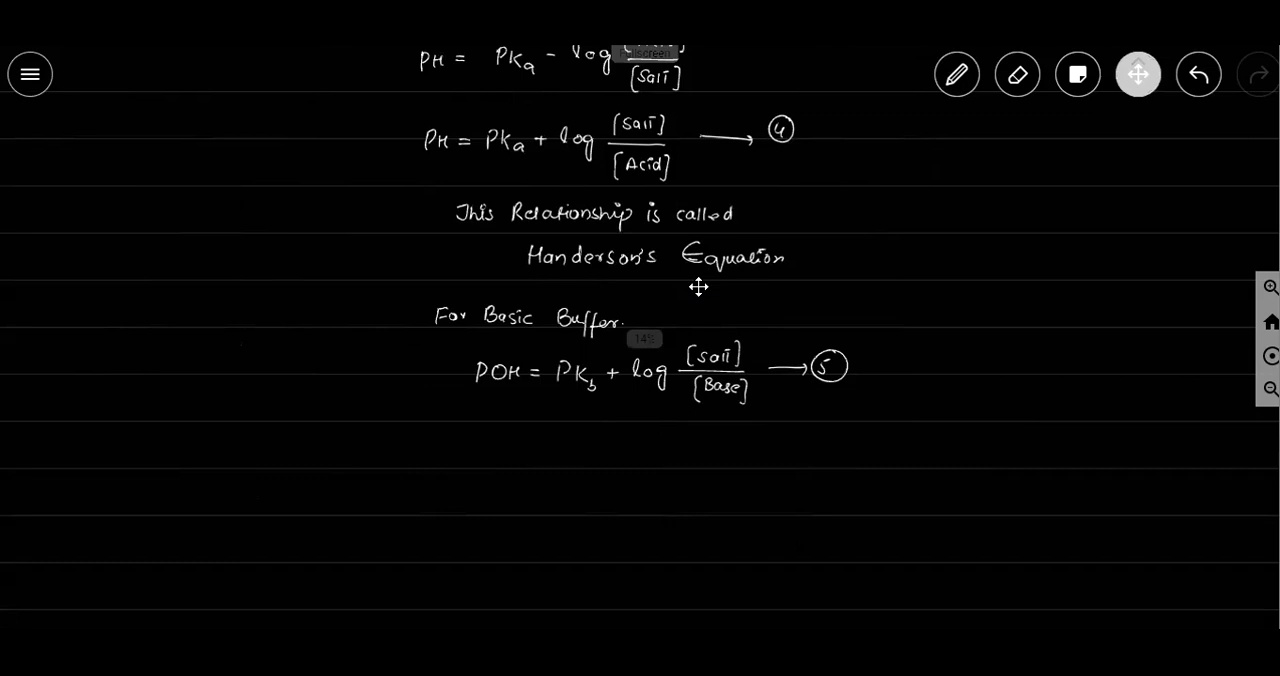 PH = PKa - log [Salt]
PH = PKa + log [Salt] / [Acid] → 4
This Relationship is called
Handerson's Equation
For Basic Buffer.
14%
POH = PKb + log [Salt] / [Base] → 5